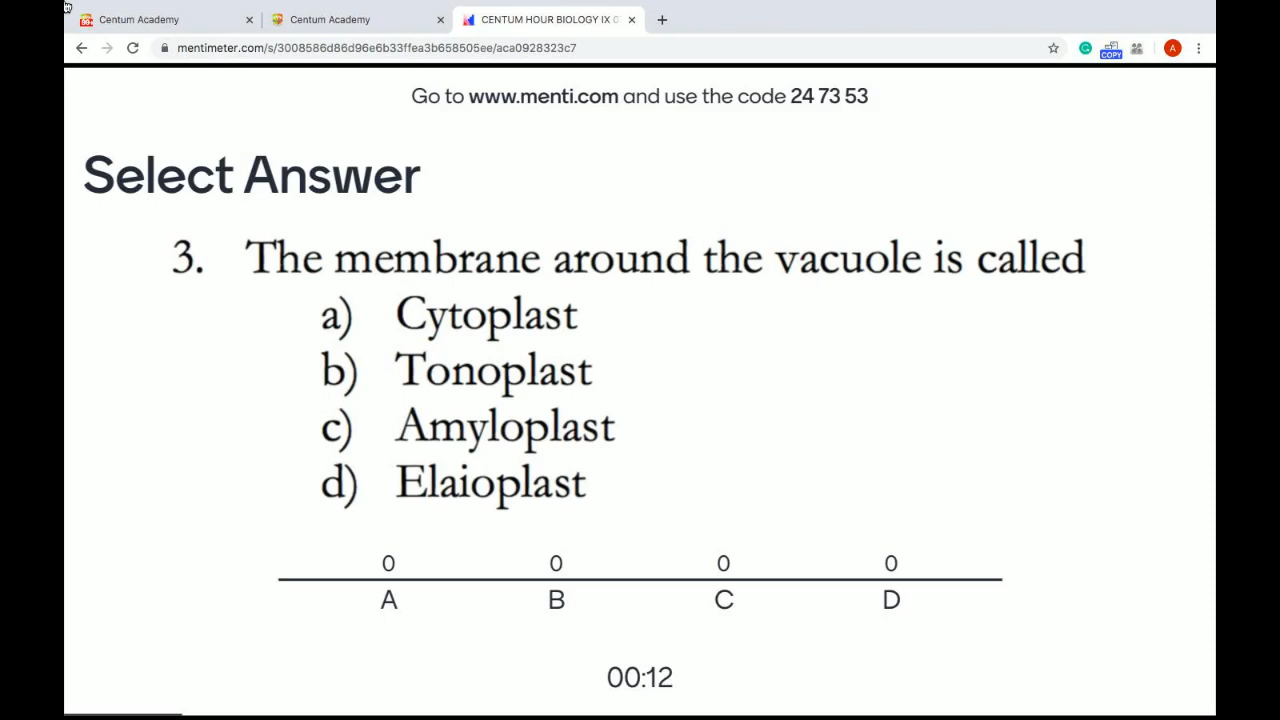 Centum Academy
Centum Academy
CENTUM HOUR BIOLOGY IX
mentimeter.com/s/3008586d86d96e6b33ffea3b658505ee/aca0928323c7
COPY
A
Go to www.menti.com and use the code 24 73 53
Select Answer
3. The membrane around the vacuole is called
a) Cytoplast
b) Tonoplast
c) Amyloplast
d) Elaioplast
0 0 0 0
A B C D
00:12